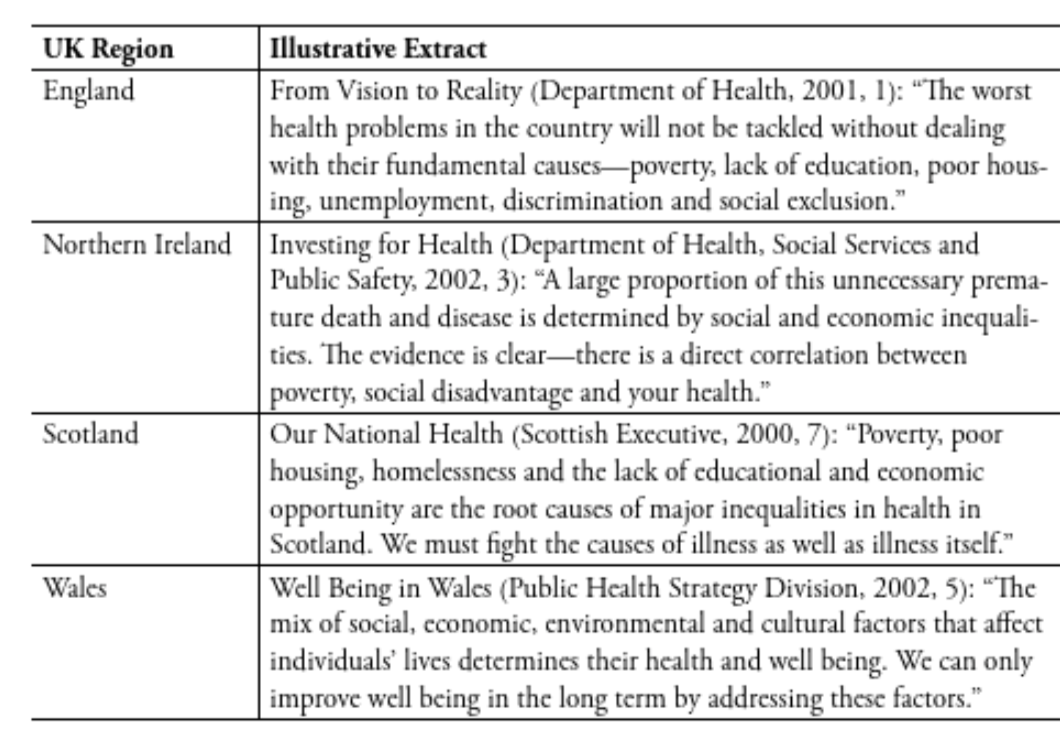 UK Region Illustrative Extract
England From Vision to Reality (Department of Health, 2001, 1): “The worst
health problems in the country will not be tackled without dealing
with their fundamental causes—poverty, lack of education, poor hous-
ing, unemployment, discrimination and social exclusion.”
Northern Ireland Investing for Health (Department of Health, Social Services and
Public Safety, 2002, 3): “A large proportion of this unnecessary prema-
ture death and disease is determined by social and economic inequali-
ties. The evidence is clear—there is a direct correlation between
poverty, social disadvantage and your health.”
Scotland Our National Health (Scottish Executive, 2000, 7): “Poverty, poor
housing, homelessness and the lack of educational and economic
opportunity are the root causes of major inequalities in health in
Scotland. We must fight the causes of illness as well as illness itself.”
Wales Well Being in Wales (Public Health Strategy Division, 2002, 5): “The
mix of social, economic, environmental and cultural factors that affect
individuals’ lives determines their health and well being. We can only
improve well being in the long term by addressing these factors.”